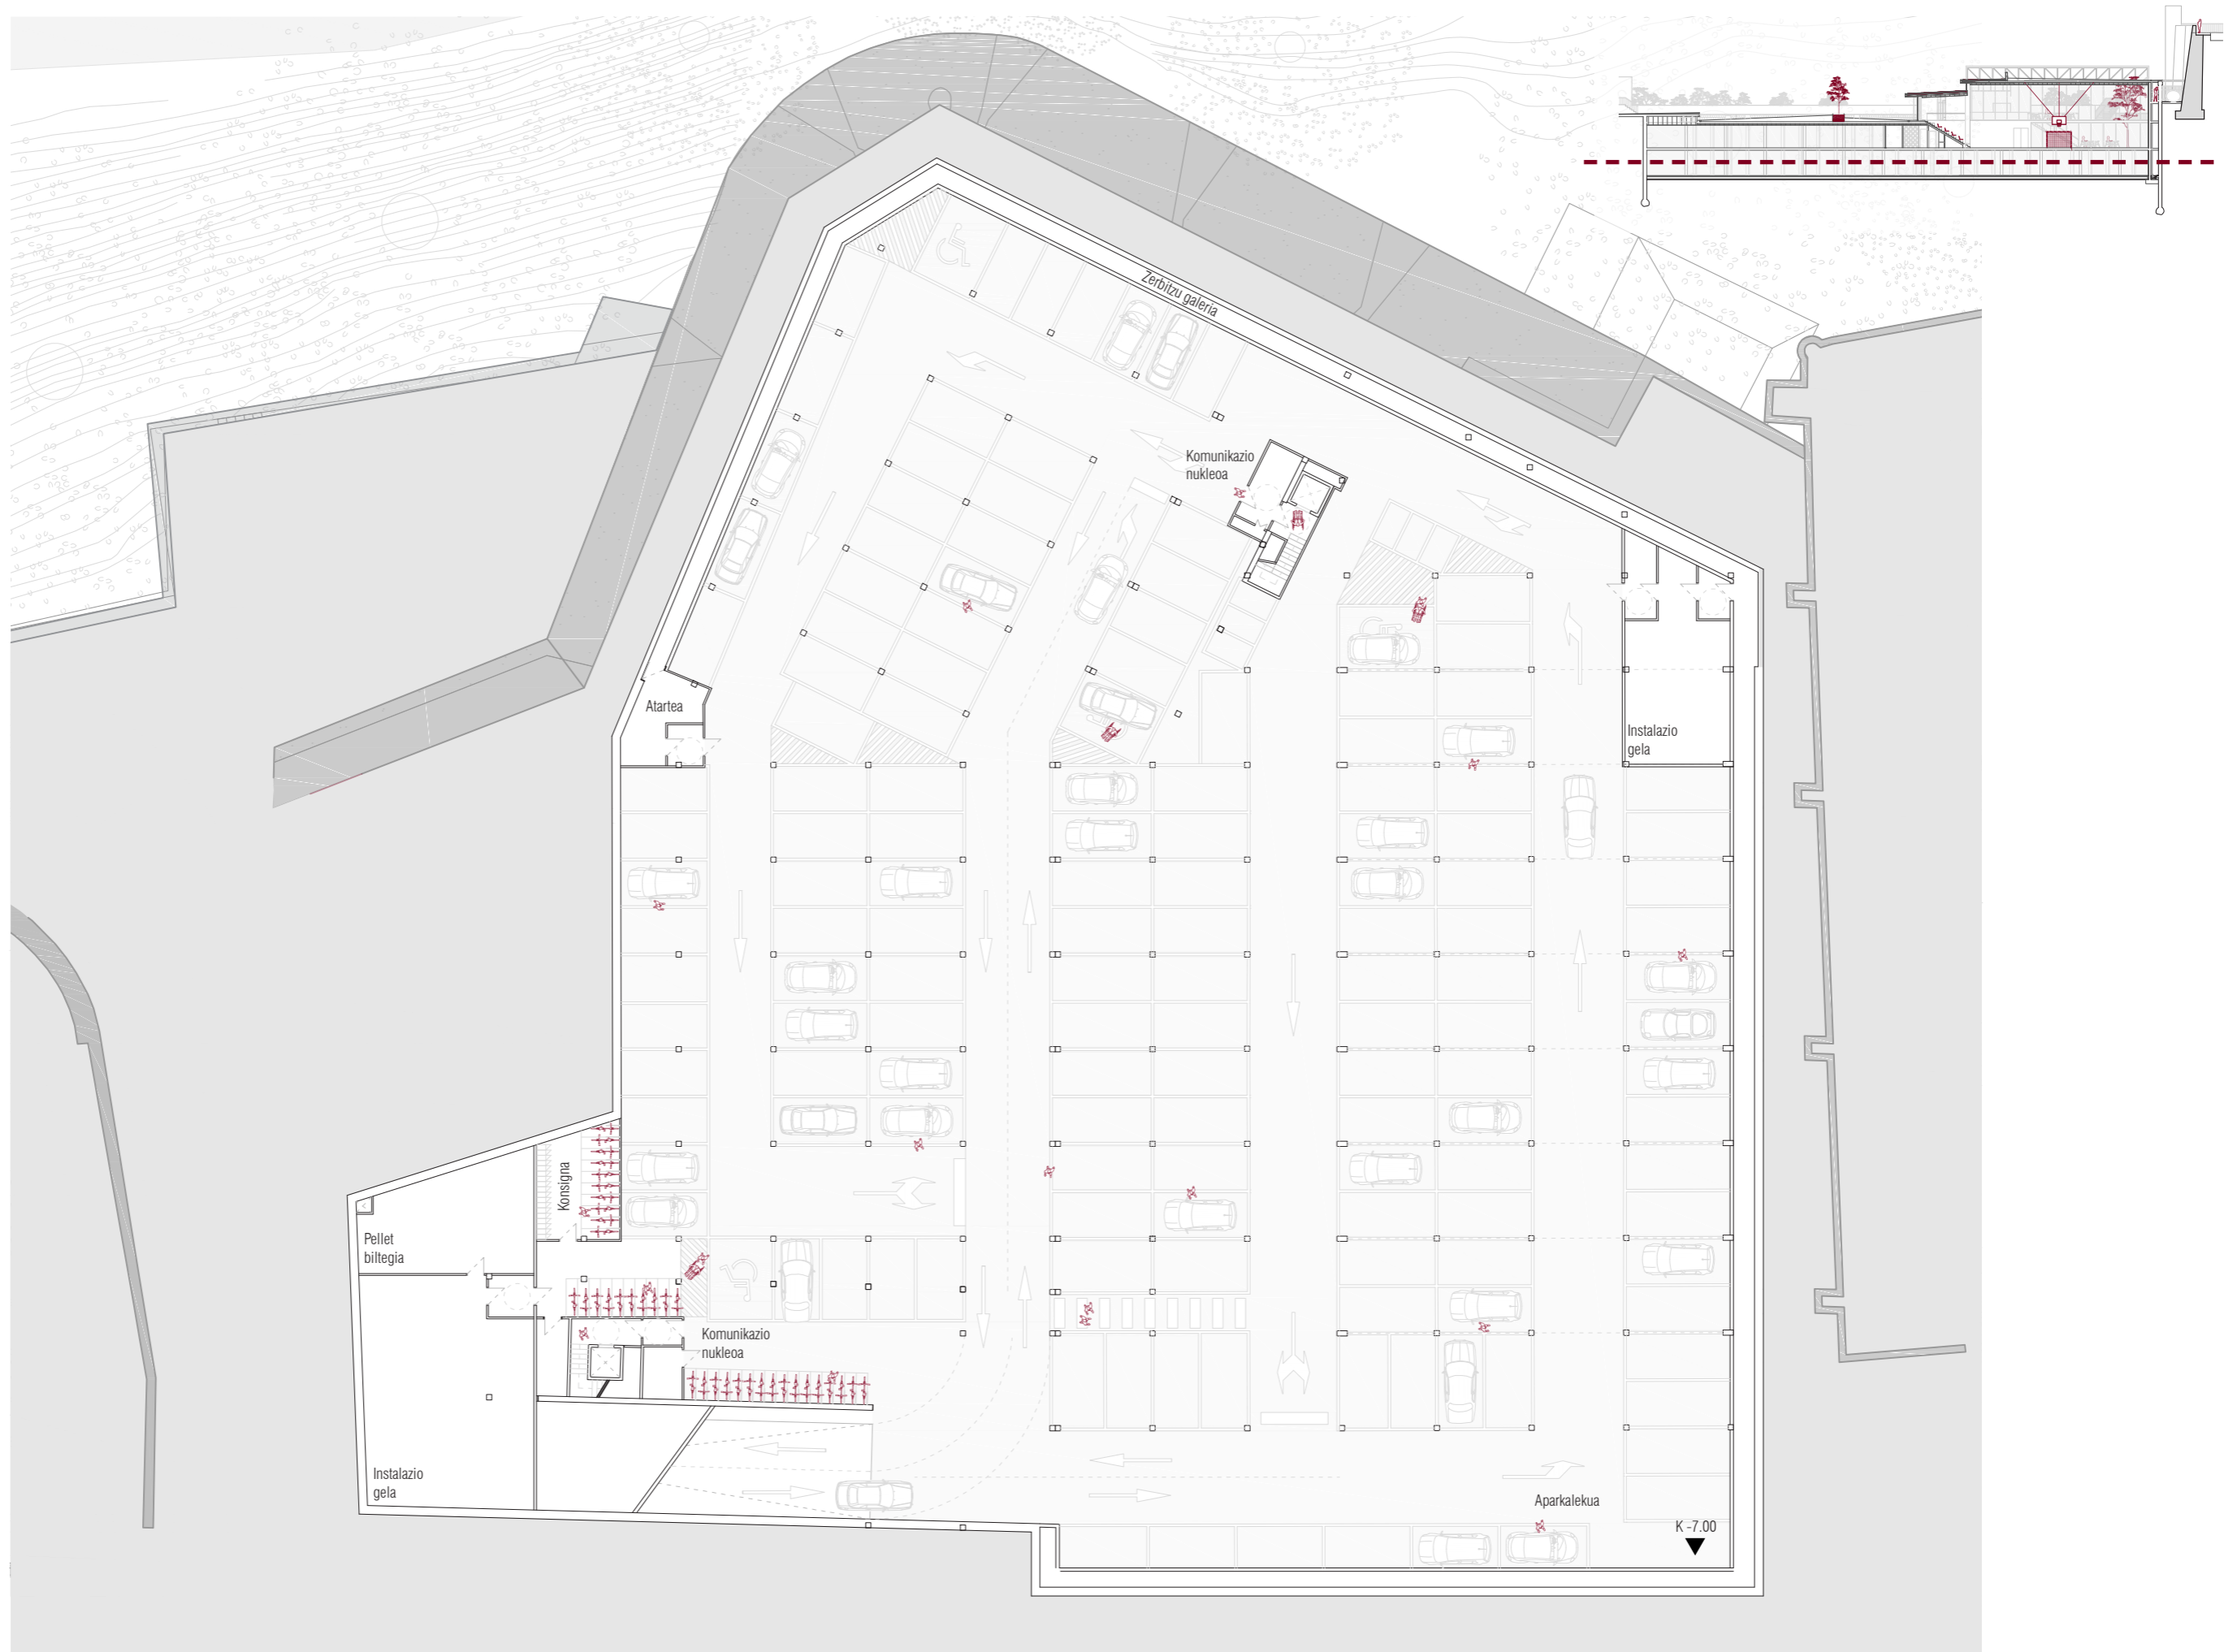 Zerbitzu galeria
Komunikazio
nukleoa
Atartea
Instalazio
gela
Konsigna
Pellet
biltegia
Komunikazio
nukleoa
Instalazio
gela
Aparkalekua
K -7.00